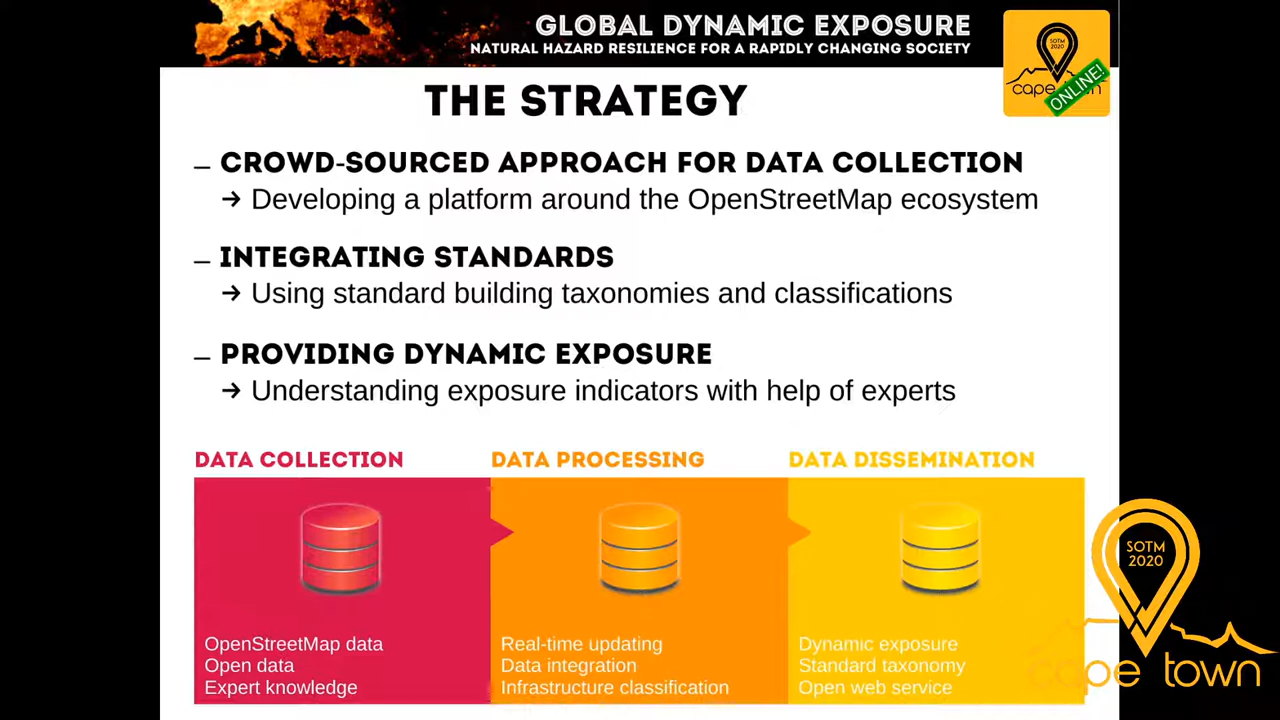 GLOBAL DYNAMIC EXPOSURE
NATURAL HAZARD RESILIENCE FOR A RAPIDLY CHANGING SOCIETY
SOTM
2020
cape town
ONLINE!
THE STRATEGY
– CROWD-SOURCED APPROACH FOR DATA COLLECTION
→ Developing a platform around the OpenStreetMap ecosystem
– INTEGRATING STANDARDS
→ Using standard building taxonomies and classifications
– PROVIDING DYNAMIC EXPOSURE
→ Understanding exposure indicators with help of experts
DATA COLLECTION
OpenStreetMap data
Open data
Expert knowledge
DATA PROCESSING
Real-time updating
Data integration
Infrastructure classification
DATA DISSEMINATION
Dynamic exposure
Standard taxonomy
Open web service
SOTM
2020
cape town